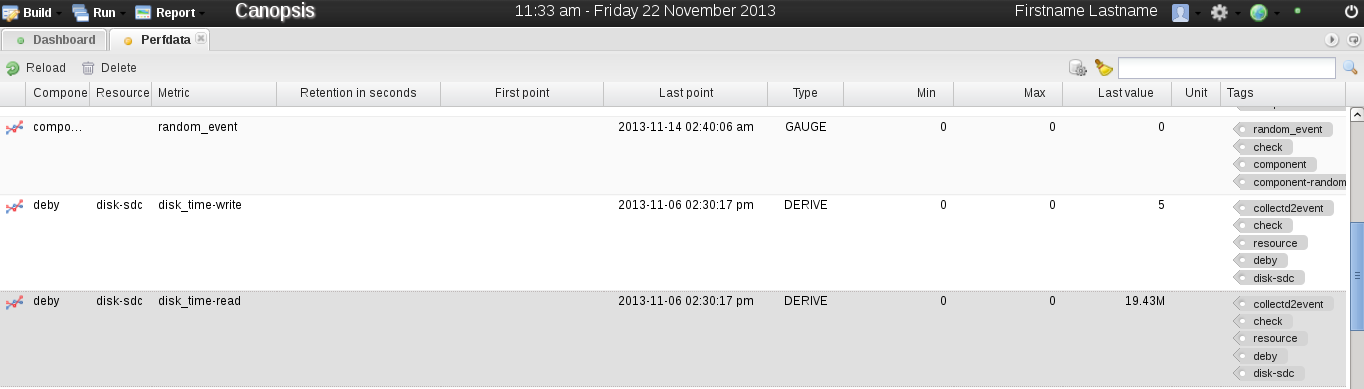 Build Run Report Canopsis 11:33 am - Friday 22 November 2013 Firstname Lastname
Dashboard Perfdata
Reload Delete
Compone Resource Metric Retention in seconds First point Last point Type Min Max Last value Unit Tags
compo... random_event 2013-11-14 02:40:06 am GAUGE 0 0 0 random_event
check
component
component-random
deby disk-sdc disk_time-write 2013-11-06 02:30:17 pm DERIVE 0 0 5 collectd2event
check
resource
deby
disk-sdc
deby disk-sdc disk_time-read 2013-11-06 02:30:17 pm DERIVE 0 0 19.43M collectd2event
check
resource
deby
disk-sdc